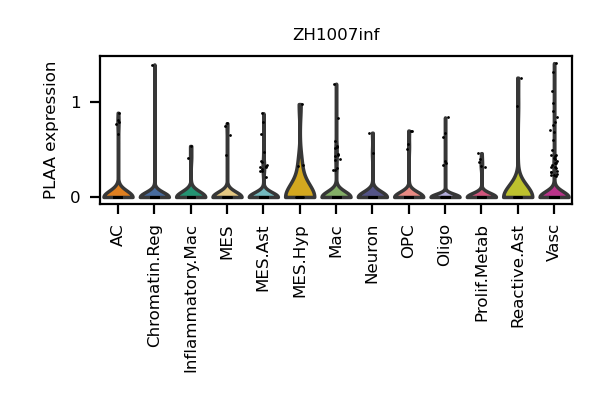 ZH1007inf
PLAA expression
1
0
AC
Chromatin.Reg
Inflammatory.Mac
MES
MES.Ast
MES.Hyp
Mac
Neuron
OPC
Oligo
Prolif.Metab
Reactive.Ast
Vasc